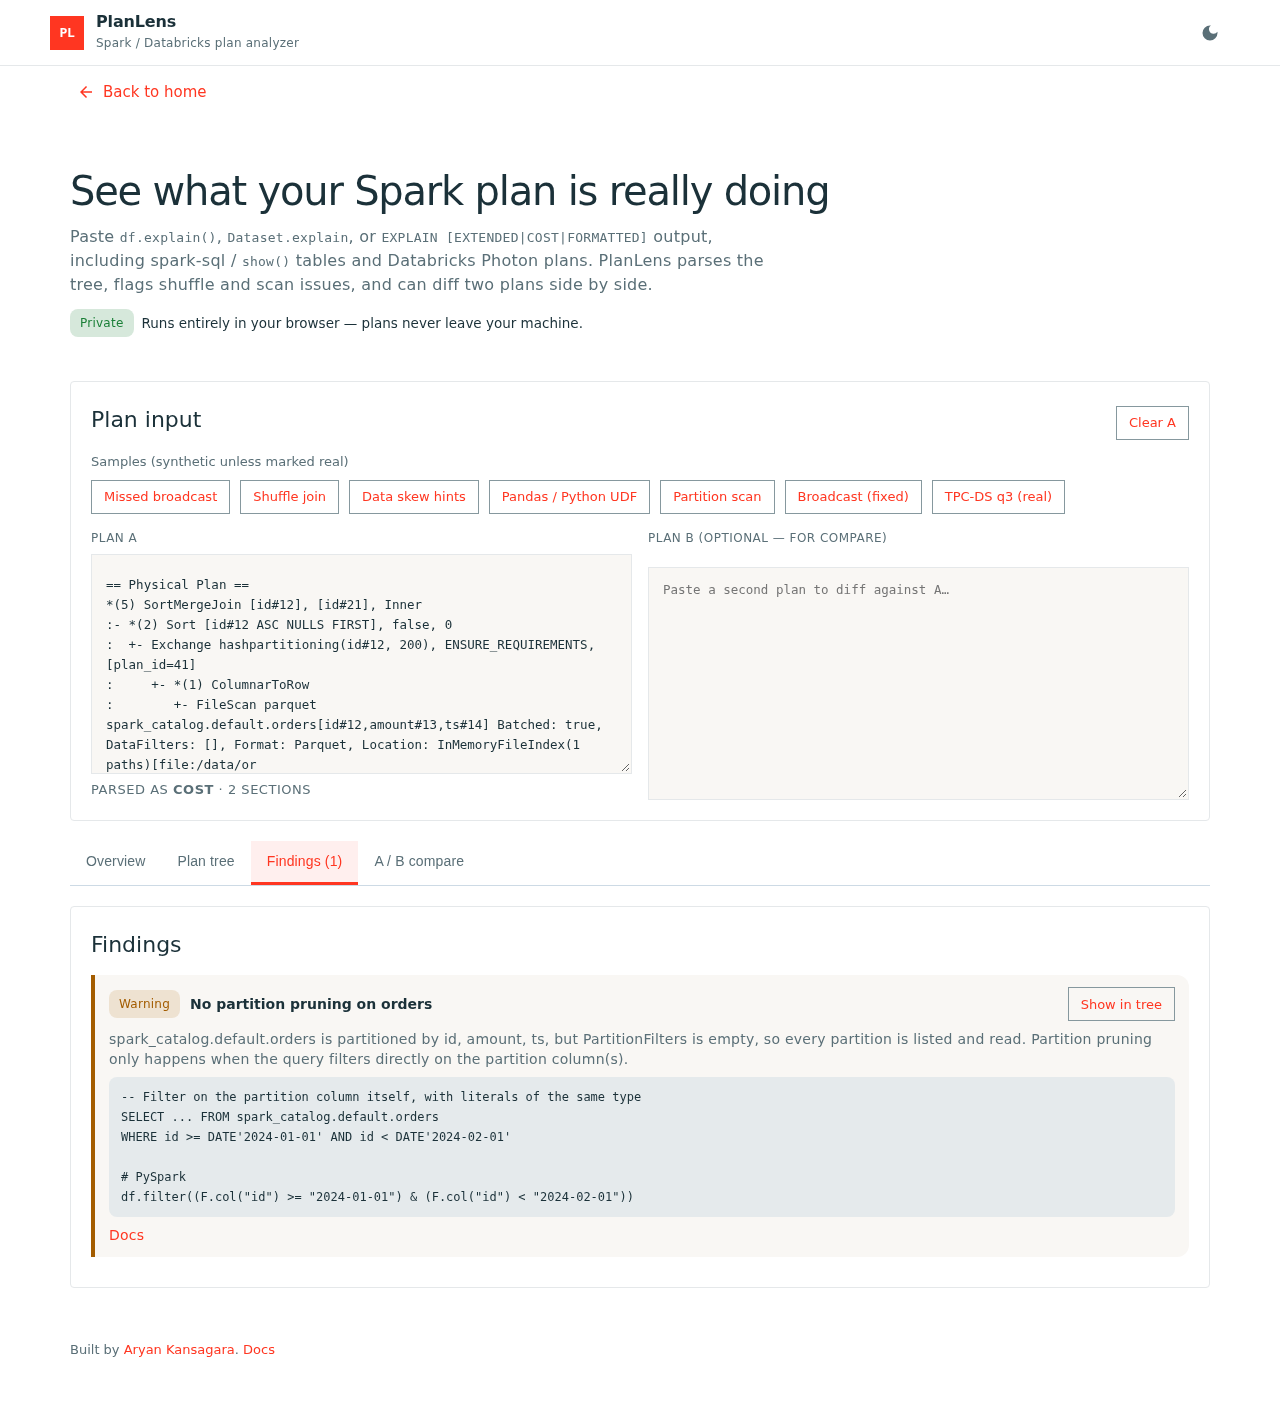 PL
PlanLens
Spark / Databricks plan analyzer
Back to home
See what your Spark plan is really doing
Paste df.explain(), Dataset.explain, or EXPLAIN [EXTENDED|COST|FORMATTED] output,
including spark-sql / show() tables and Databricks Photon plans. PlanLens parses the
tree, flags shuffle and scan issues, and can diff two plans side by side.
Private Runs entirely in your browser — plans never leave your machine.
Plan input
Clear A
Samples (synthetic unless marked real)
Missed broadcast Shuffle join Data skew hints Pandas / Python UDF Partition scan Broadcast (fixed) TPC-DS q3 (real)
PLAN A
== Physical Plan ==
*(5) SortMergeJoin [id#12], [id#21], Inner
:- *(2) Sort [id#12 ASC NULLS FIRST], false, 0
:  +- Exchange hashpartitioning(id#12, 200), ENSURE_REQUIREMENTS,
[plan_id=41]
:     +- *(1) ColumnarToRow
:        +- FileScan parquet
spark_catalog.default.orders[id#12,amount#13,ts#14] Batched: true,
DataFilters: [], Format: Parquet, Location: InMemoryFileIndex(1
paths)[file:/data/or
PARSED AS COST · 2 SECTIONS
PLAN B (OPTIONAL — FOR COMPARE)
Paste a second plan to diff against A…
Overview Plan tree Findings (1) A / B compare
Findings
Warning No partition pruning on orders
Show in tree
spark_catalog.default.orders is partitioned by id, amount, ts, but PartitionFilters is empty, so every partition is listed and read. Partition pruning
only happens when the query filters directly on the partition column(s).
-- Filter on the partition column itself, with literals of the same type
SELECT ... FROM spark_catalog.default.orders
WHERE id >= DATE'2024-01-01' AND id < DATE'2024-02-01'
# PySpark
df.filter((F.col("id") >= "2024-01-01") & (F.col("id") < "2024-02-01"))
Docs
Built by Aryan Kansagara. Docs